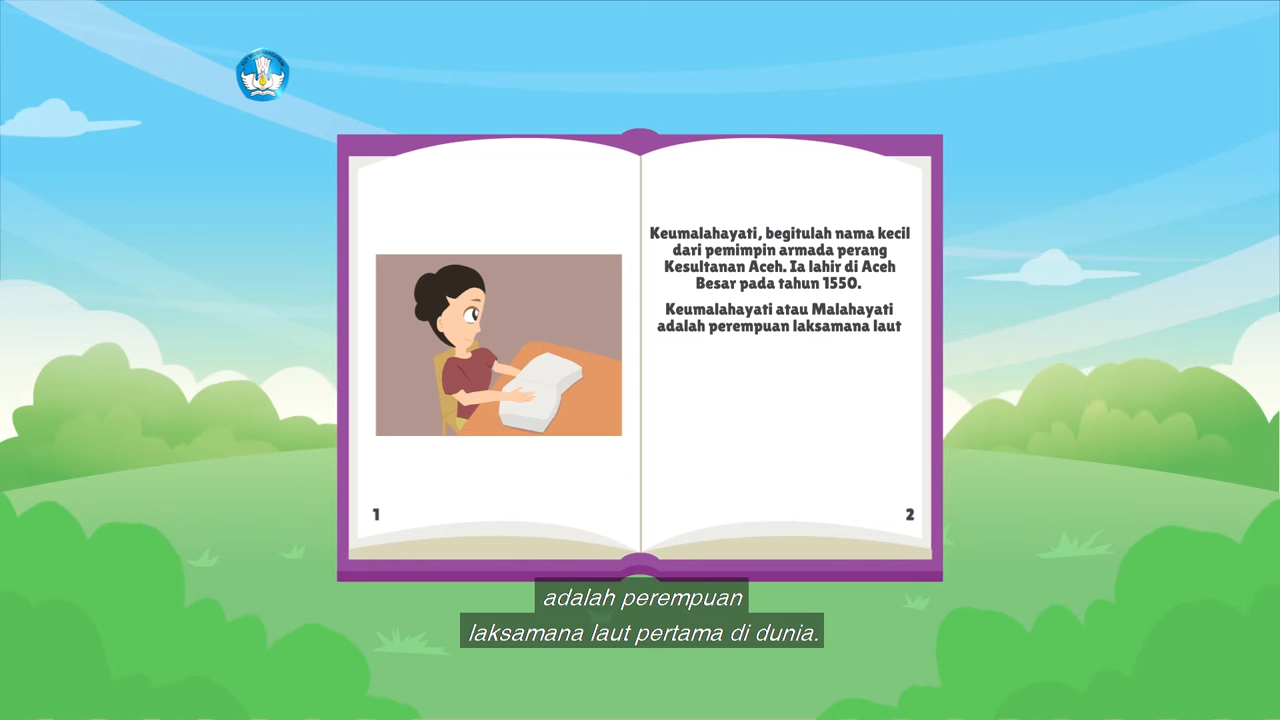 Keumalahayati, begitulah nama kecil
dari pemimpin armada perang
Kesultanan Aceh. Ia lahir di Aceh
Besar pada tahun 1550.
Keumalahayati atau Malahayati
adalah perempuan laksamana laut
1
2
adalah perempuan
laksamana laut pertama di dunia.